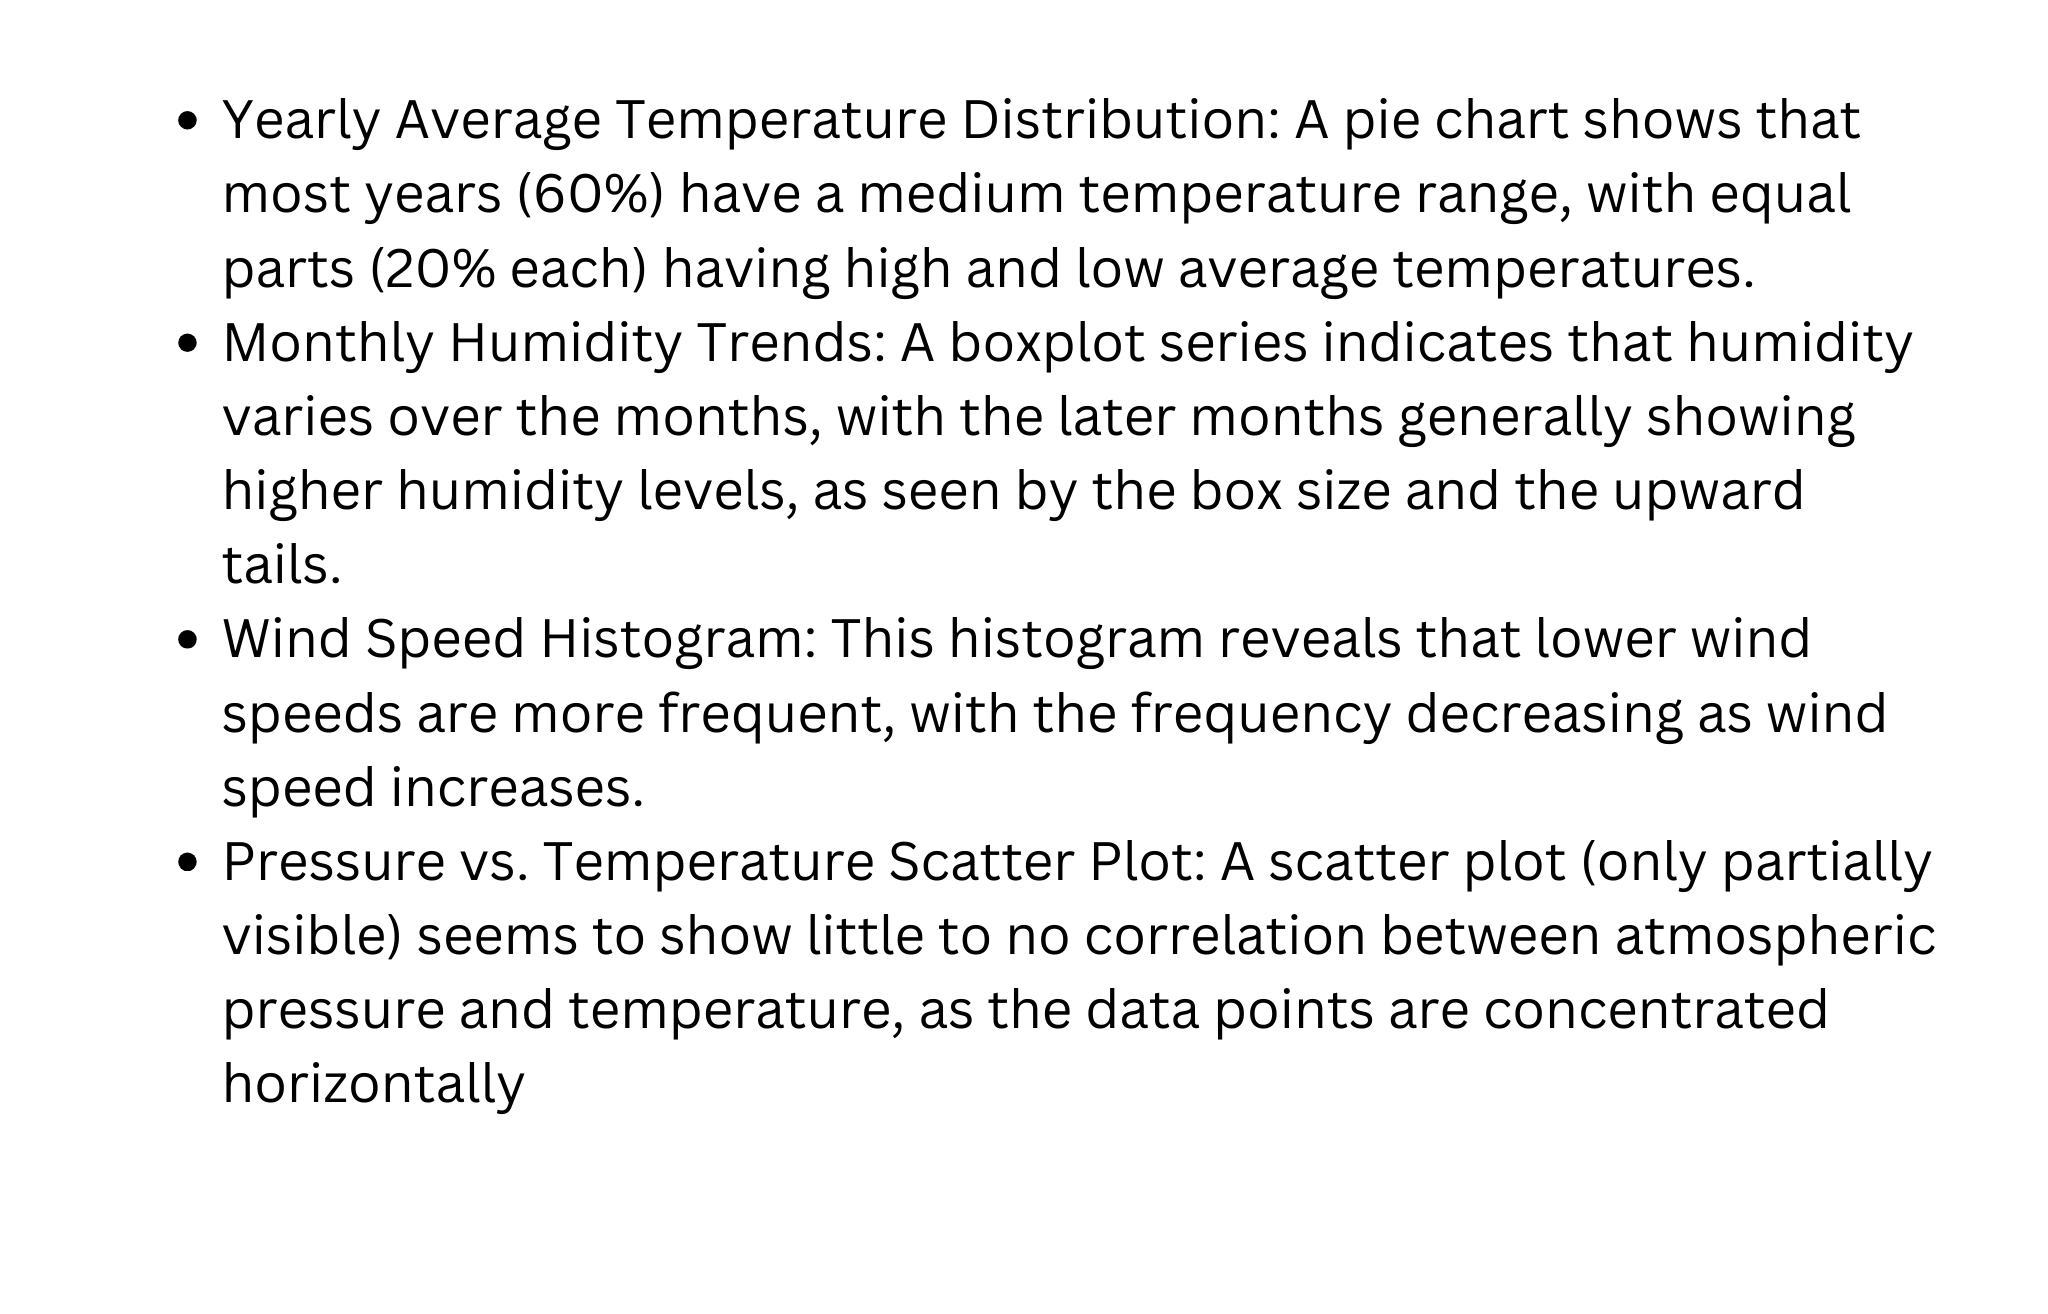 • Yearly Average Temperature Distribution: A pie chart shows that
most years (60%) have a medium temperature range, with equal
parts (20% each) having high and low average temperatures.
• Monthly Humidity Trends: A boxplot series indicates that humidity
varies over the months, with the later months generally showing
higher humidity levels, as seen by the box size and the upward
tails.
• Wind Speed Histogram: This histogram reveals that lower wind
speeds are more frequent, with the frequency decreasing as wind
speed increases.
• Pressure vs. Temperature Scatter Plot: A scatter plot (only partially
visible) seems to show little to no correlation between atmospheric
pressure and temperature, as the data points are concentrated
horizontally